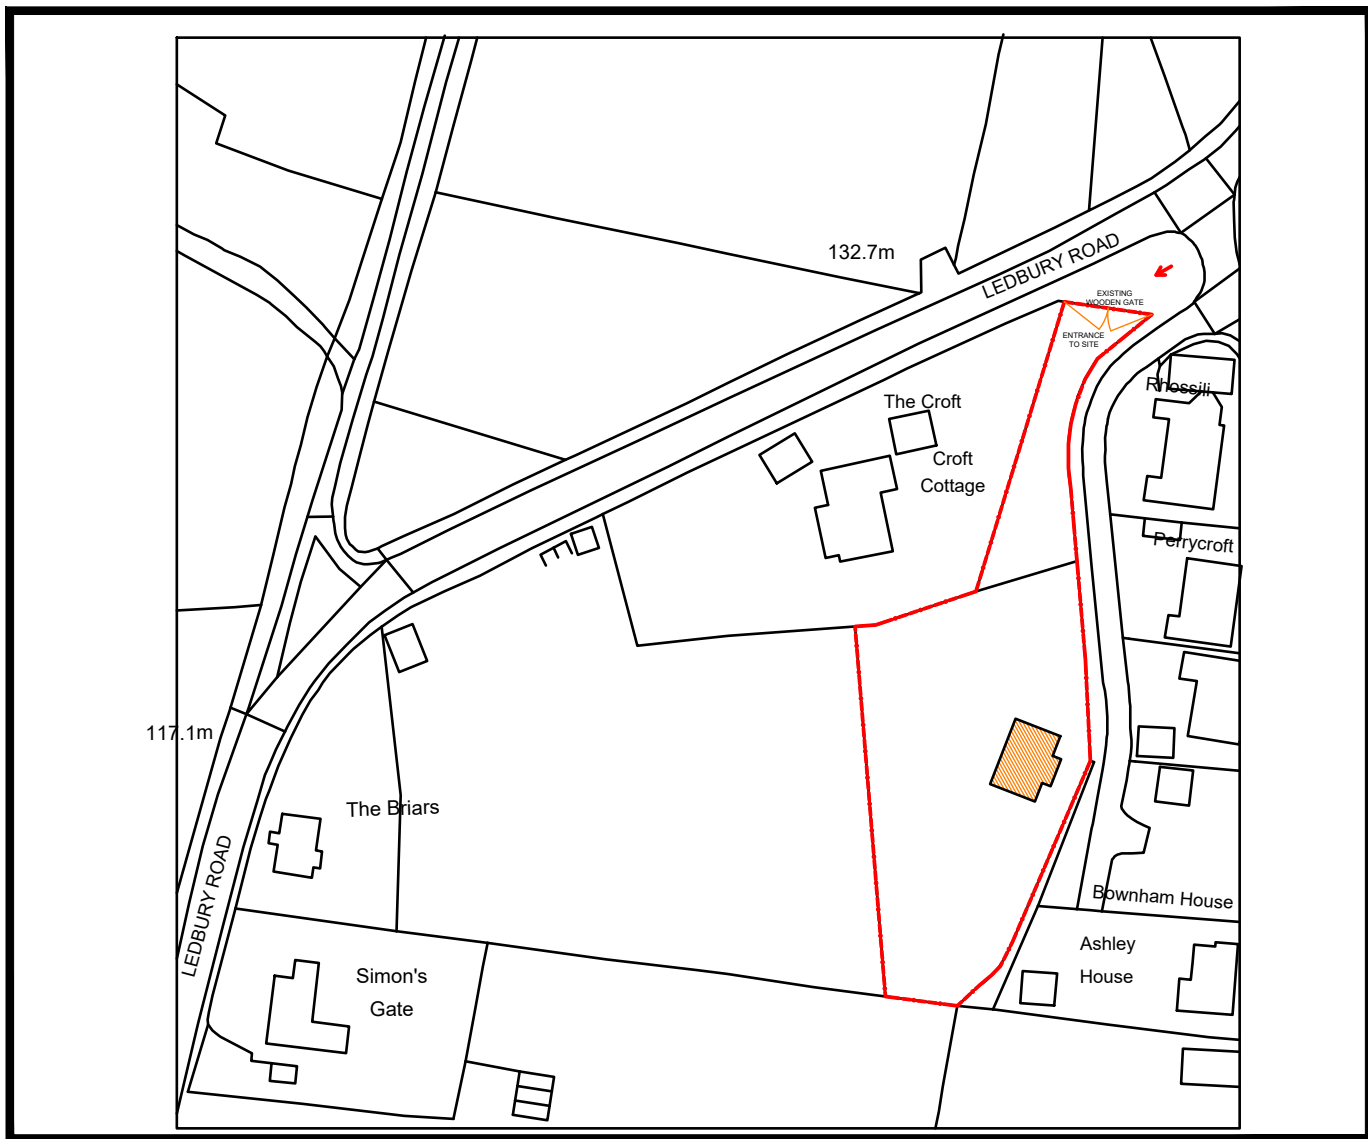 132.7m
LEDBURY ROAD
EXISTING
WOODEN GATE
ENTRANCE
TO SITE
Rhossili
The Croft
Croft
Cottage
Perrycroft
117.1m
The Briars
LEDBURY ROAD
Bownham House
Ashley
House
Simon's
Gate